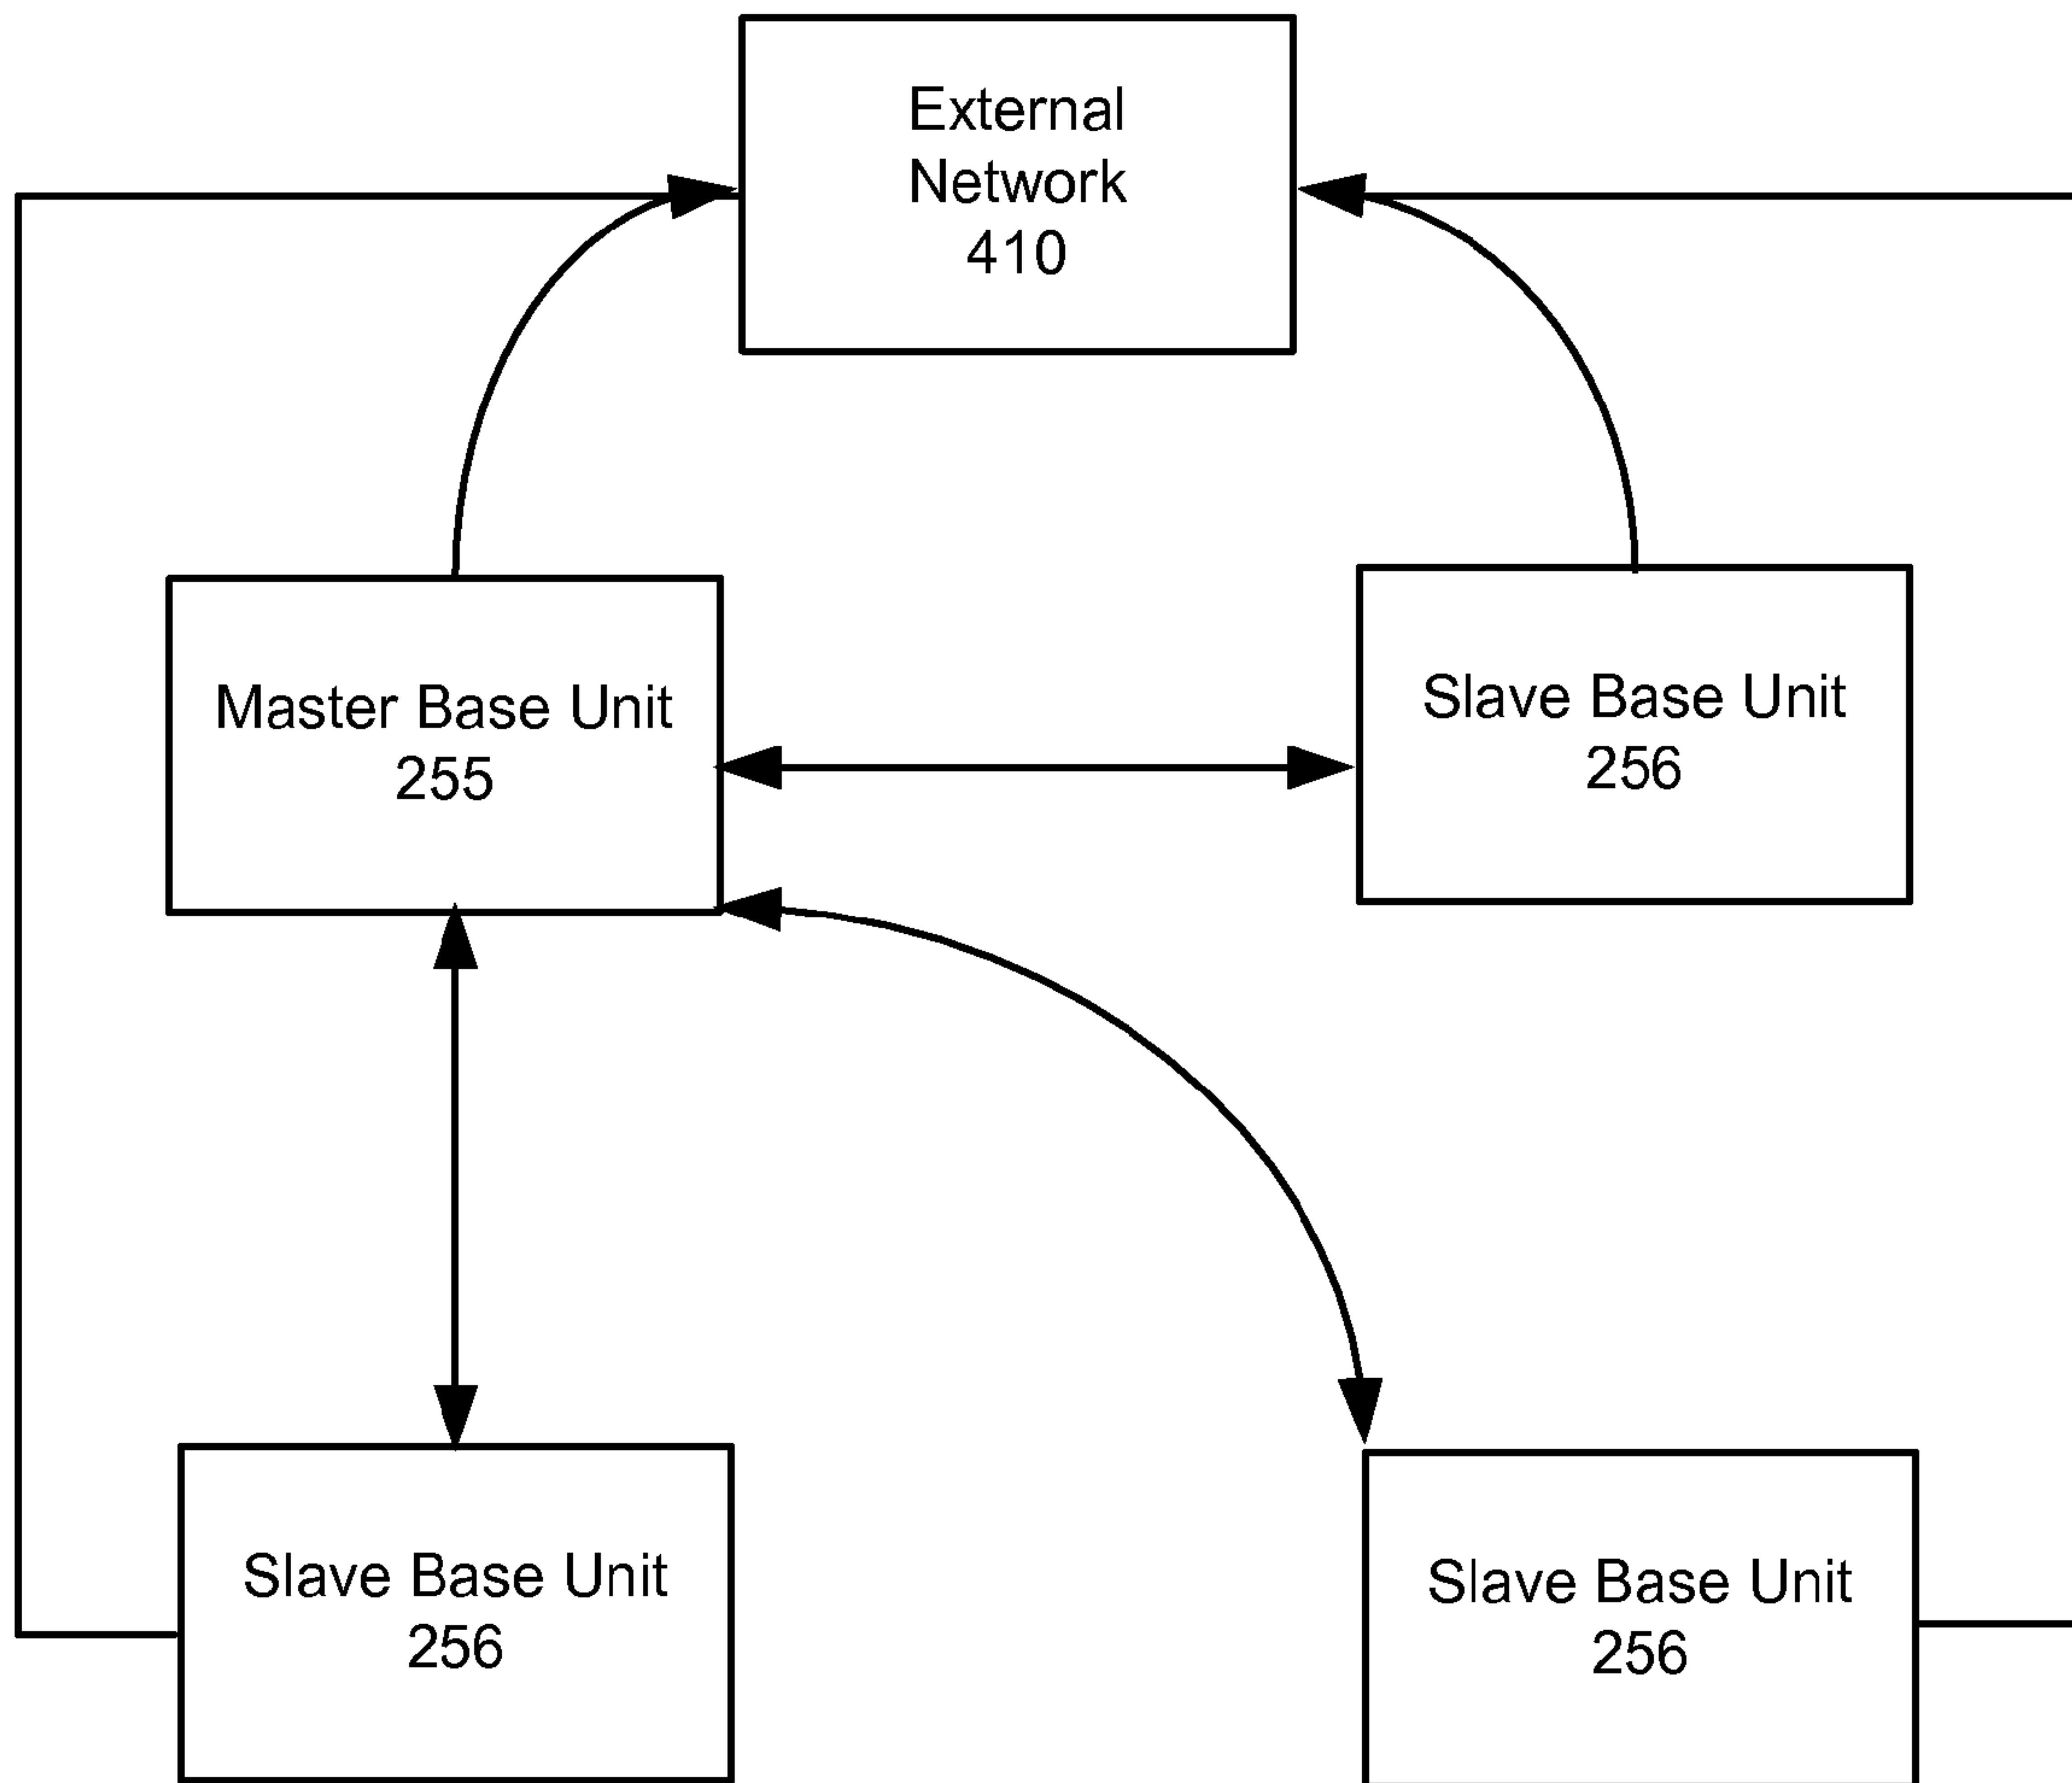 External
Network
410
Master Base Unit
255
Slave Base Unit
256
Slave Base Unit
256
Slave Base Unit
256